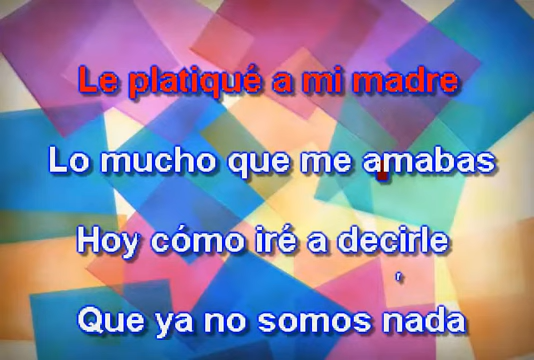 Le platiqué a mi madre
Lo mucho que me amabas
Hoy cómo iré a decirle
Que ya no somos nada